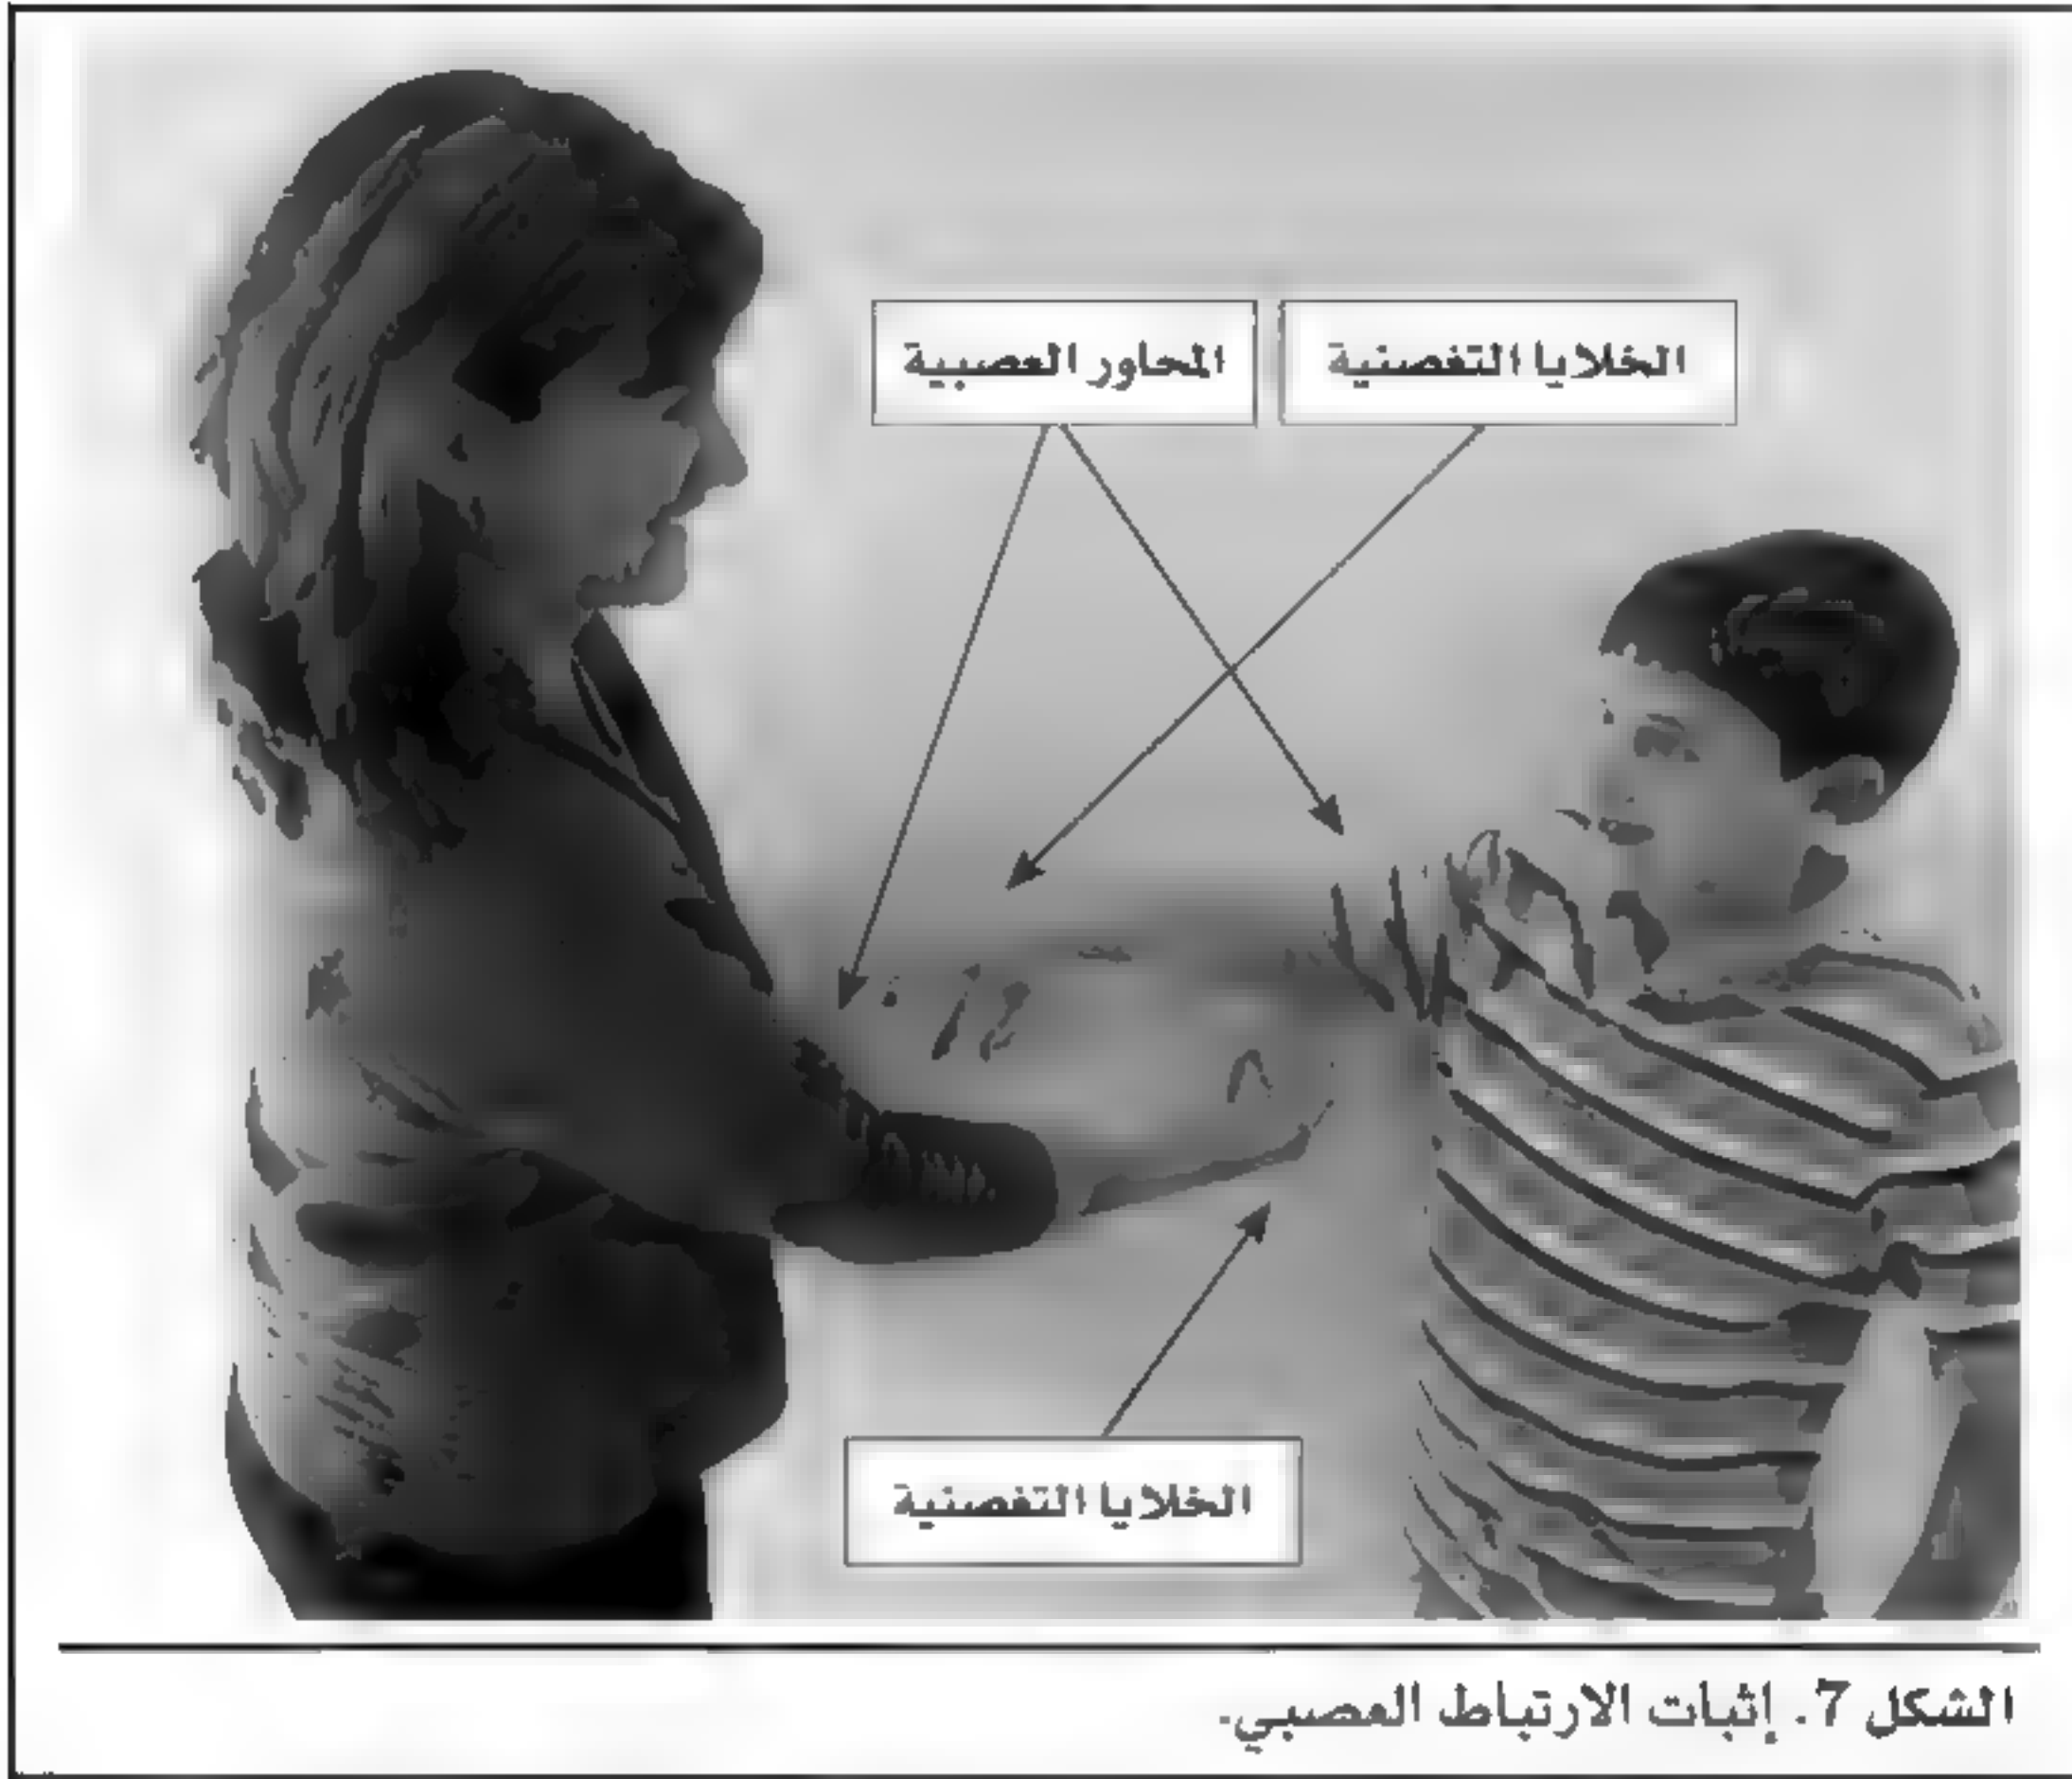 الخلايا التغصنية
المحاور العصبية
الخلايا التغصنية
الشكل 7. إثبات الارتباط العصبي.